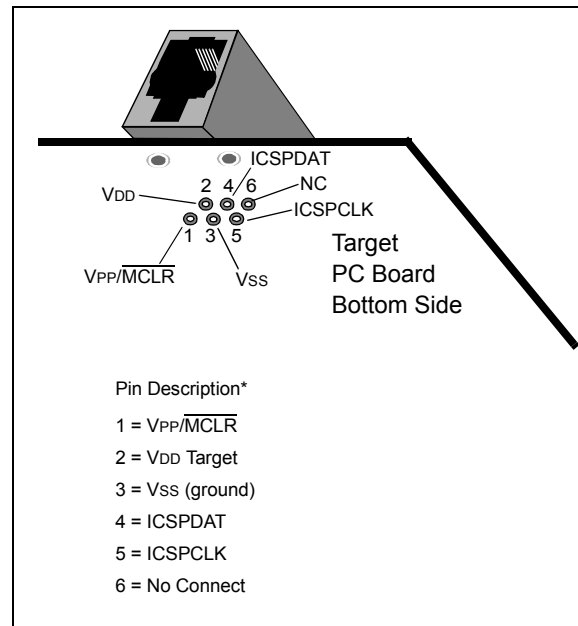 ICSPDAT
2 4 6 NC
VDD
ICSPCLK
1 3 5
VPP/MCLR
VSS
Target
PC Board
Bottom Side
Pin Description*
1 = VPP/MCLR
2 = VDD Target
3 = VSS (ground)
4 = ICSPDAT
5 = ICSPCLK
6 = No Connect